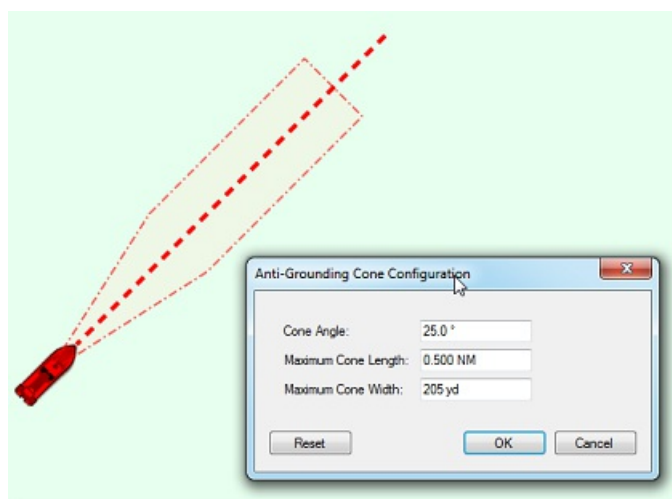 Anti-Grounding Cone Configuration
Cone Angle: 25.0 °
Maximum Cone Length: 0.500 NM
Maximum Cone Width: 205 yd
Reset OK Cancel